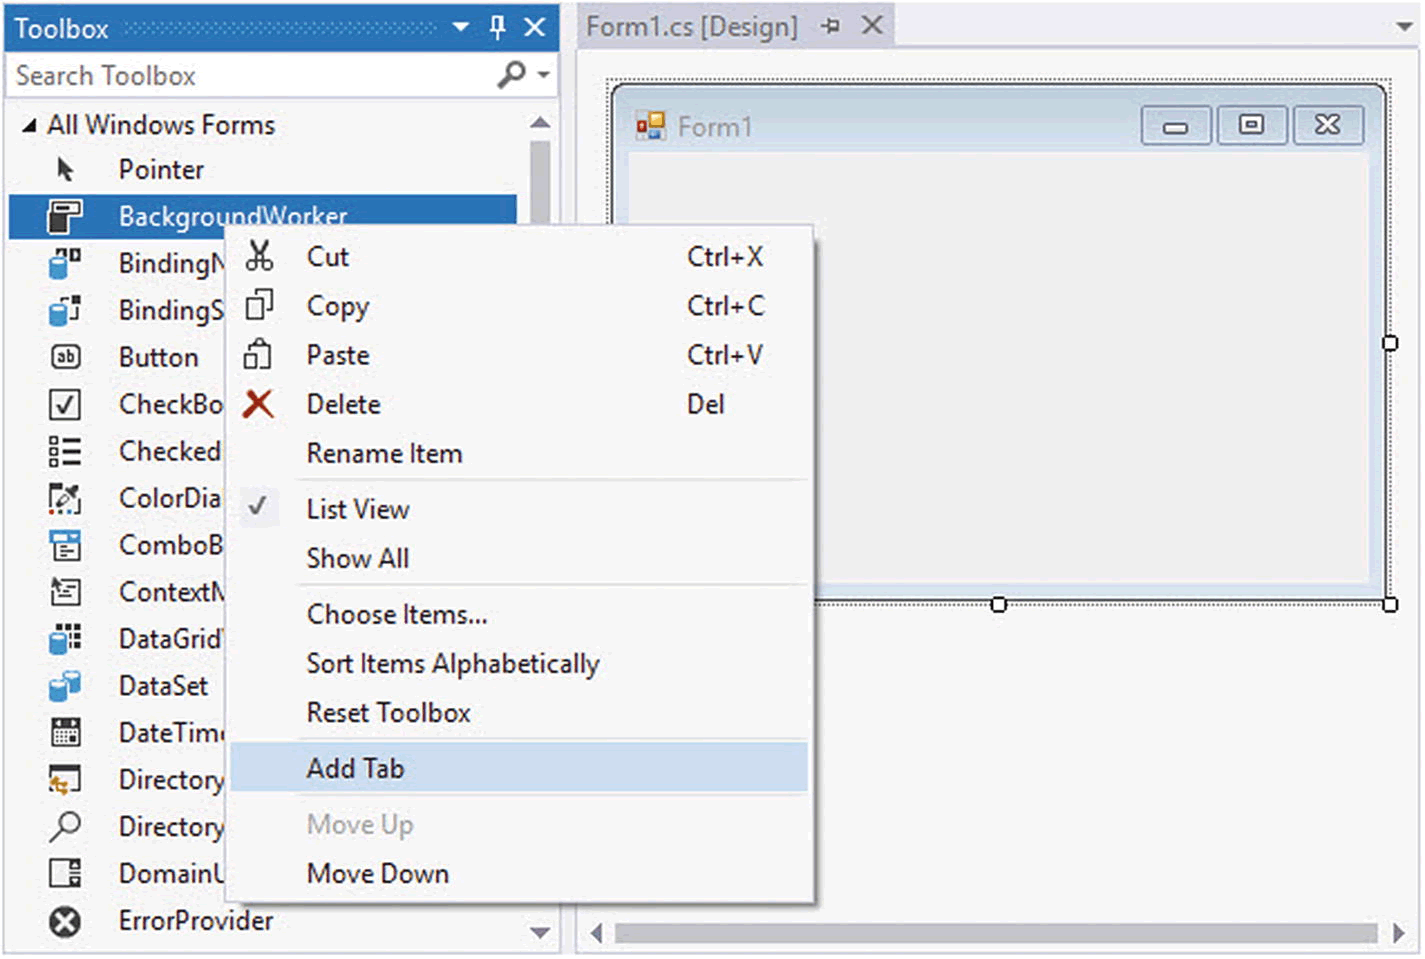 Toolbox
Search Toolbox
All Windows Forms
Pointer
BackgroundWorker
BindingN
BindingS
Button
CheckBo
Checked
ColorDia
ComboB
ContextM
DataGrid
DataSet
DateTime
Directory
Directory
DomainU
ErrorProvider
Cut Ctrl+X
Copy Ctrl+C
Paste Ctrl+V
Delete Del
Rename Item
List View
Show All
Choose Items...
Sort Items Alphabetically
Reset Toolbox
Add Tab
Move Up
Move Down
Form1.cs [Design]
Form1